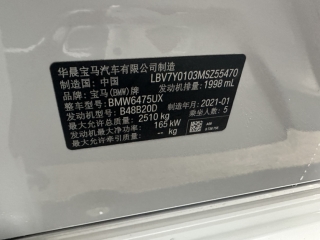 华晨宝马汽车有限公司制造
制造国：中国 LBV7Y0103MSZ55470
品牌：宝马(BMW)牌 发动机排量：1998 mL
整车型号：BMW6475UX
发动机型号：B48B20D 制造年月：2021-01
最大允许总质量：2510 kg 乘坐人数：5
发动机最大净功率：165 kW
最大允许牵引质量：-/- kg